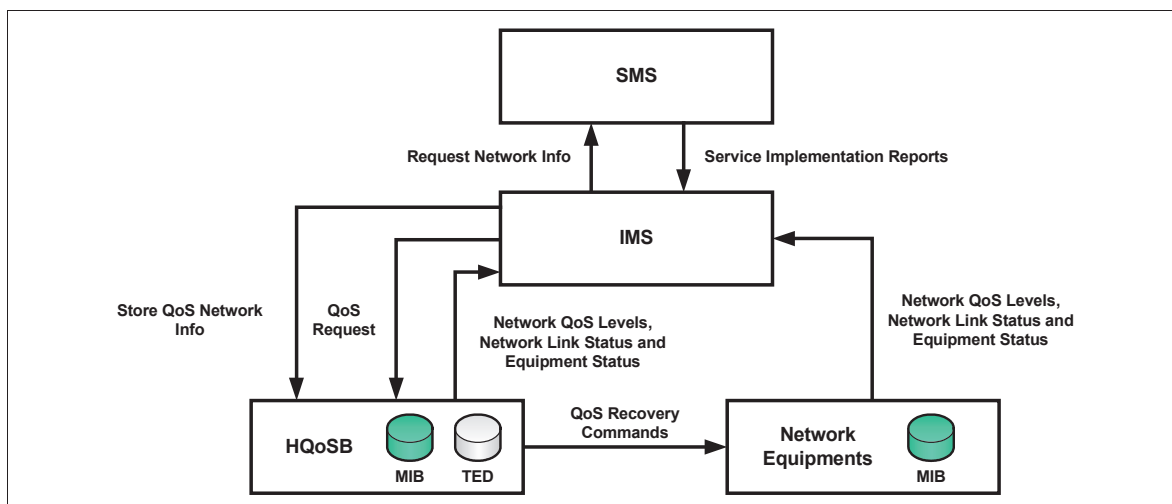 SMS
Request Network Info
Service Implementation Reports
IMS
Store QoS Network
Info
QoS
Request
Network QoS Levels,
Network Link Status and
Equipment Status
Network QoS Levels,
Network Link Status and
Equipment Status
HQoSB
MIB
TED
QoS Recovery
Commands
Network
Equipments
MIB